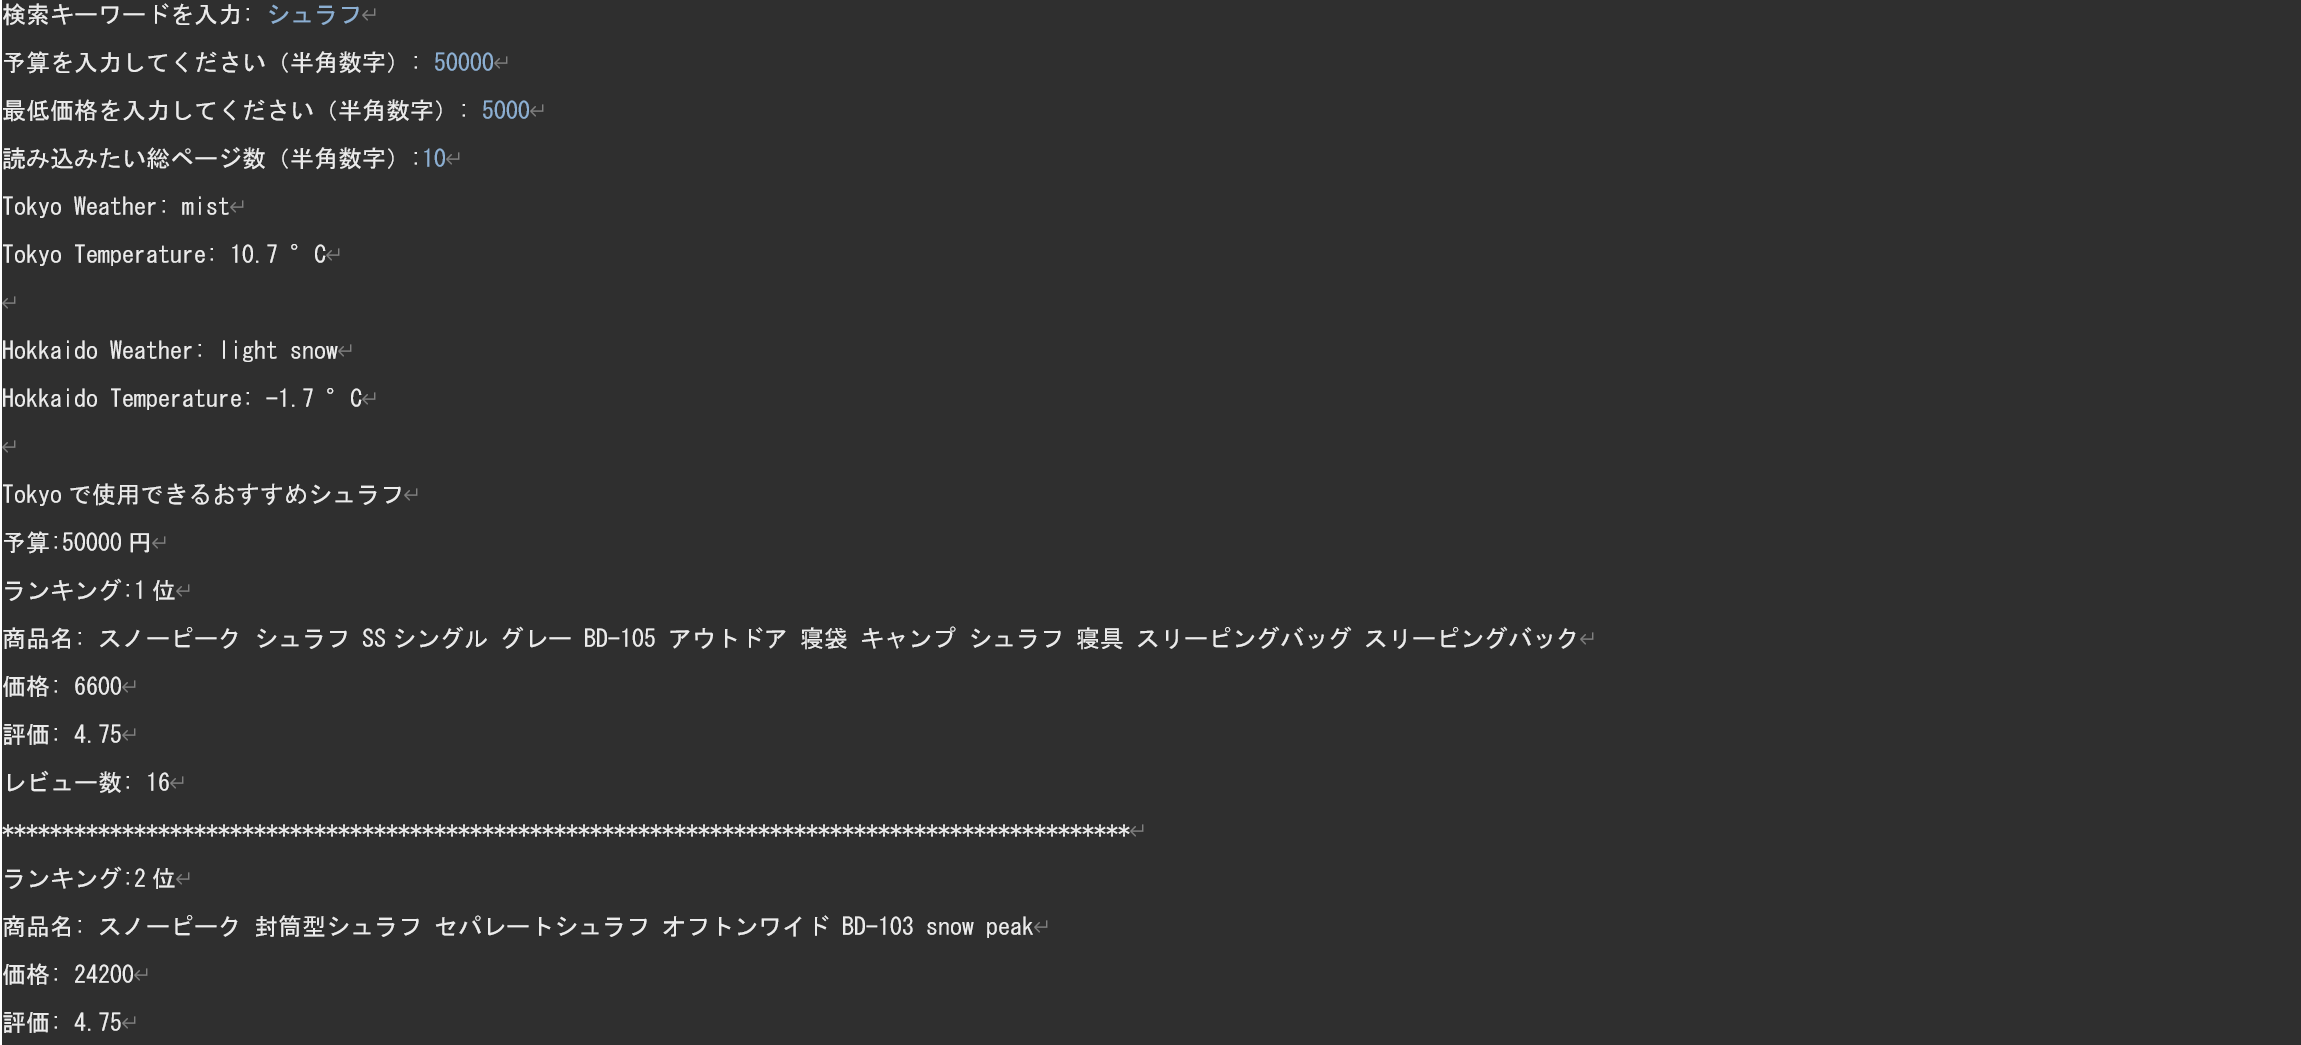 検索キーワードを入力: シュラフ↵
予算を入力してください（半角数字）: 50000↵
最低価格を入力してください（半角数字）: 5000↵
読み込みたい総ページ数（半角数字）:10↵
Tokyo Weather: mist↵
Tokyo Temperature: 10.7 °C↵
↵
Hokkaido Weather: light snow↵
Hokkaido Temperature: -1.7 °C↵
↵
Tokyo で使用できるおすすめシュラフ↵
予算:50000 円↵
ランキング:1 位↵
商品名: スノーピーク シュラフ SS シングル グレー BD-105 アウトドア 寝袋 キャンプ シュラフ 寝具 スリーピングバッグ スリーピングバック↵
価格: 6600↵
評価: 4.75↵
レビュー数: 16↵
**********************************************************************************************↵
ランキング:2 位↵
商品名: スノーピーク 封筒型シュラフ セパレートシュラフ オフトンワイド BD-103 snow peak↵
価格: 24200↵
評価: 4.75↵